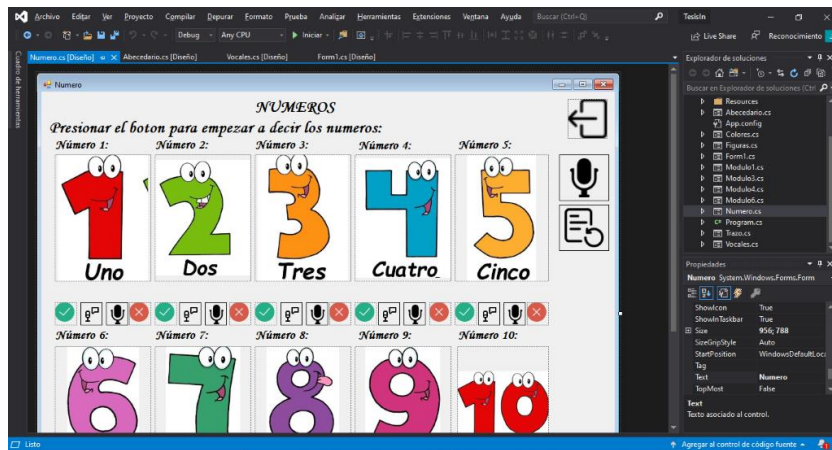 Archivo Editar Ver Proyecto Compilar Depurar Formato Prueba Analizar Herramientas Extensiones Ventana Ayuda Buscar (Ctrl+Q) TesisIn
Debug Any CPU Iniciar Live Share Reconocimiento
Numero.cs [Diseño] Abecedario.cs [Diseño] Vocales.cs [Diseño] Form1.cs [Diseño]
Cuadro de herramientas
Numero
NUMEROS
Presionar el boton para empezar a decir los numeros:
Número 1: Número 2: Número 3: Número 4: Número 5:
Uno Dos Tres Cuatro Cinco
Número 6: Número 7: Número 8: Número 9: Número 10:
Explorador de soluciones
Buscar en Explorador de soluciones (Ctrl
Resources
Abecedario.cs
App.config
Colores.cs
Figuras.cs
Form1.cs
Modulo1.cs
Modulo3.cs
Modulo4.cs
Modulo6.cs
Numero.cs
Program.cs
Trazo.cs
Vocales.cs
Propiedades
Numero System.Windows.Forms.Form
ShowIcon True
ShowInTaskbar True
Size 956; 788
SizeGripStyle Auto
StartPosition WindowsDefaultLoca
Tag
Text Numero
TopMost False
Text
Texto asociado al control.
Listo Agregar al control de código fuente